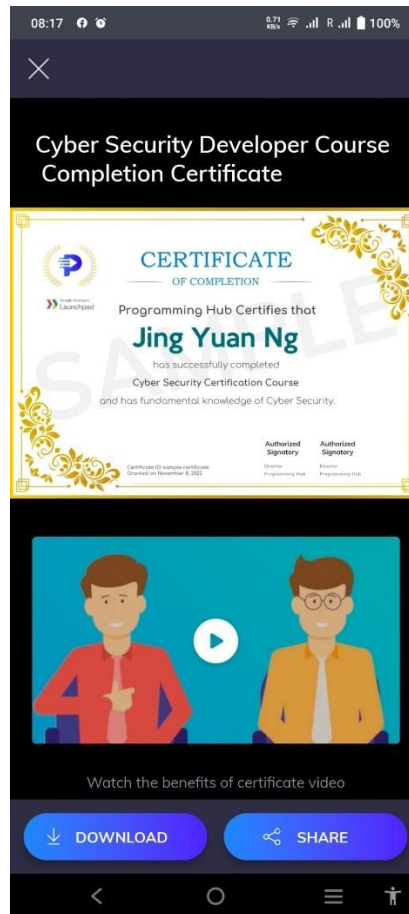 08:17
0.71
KB/s
R
100%
Cyber Security Developer Course
Completion Certificate
SAMPLE
CERTIFICATE
OF COMPLETION
Launchpad
Programming Hub Certifies that
Jing Yuan Ng
has successfully completed
Cyber Security Certification Course
and has fundamental knowledge of Cyber Security.
Authorized Authorized
Signatory Signatory
Director Director
Programming Hub Programming Hub
Certificate ID: sample certificate
Granted on November 8, 2022
Watch the benefits of certificate video
DOWNLOAD
SHARE